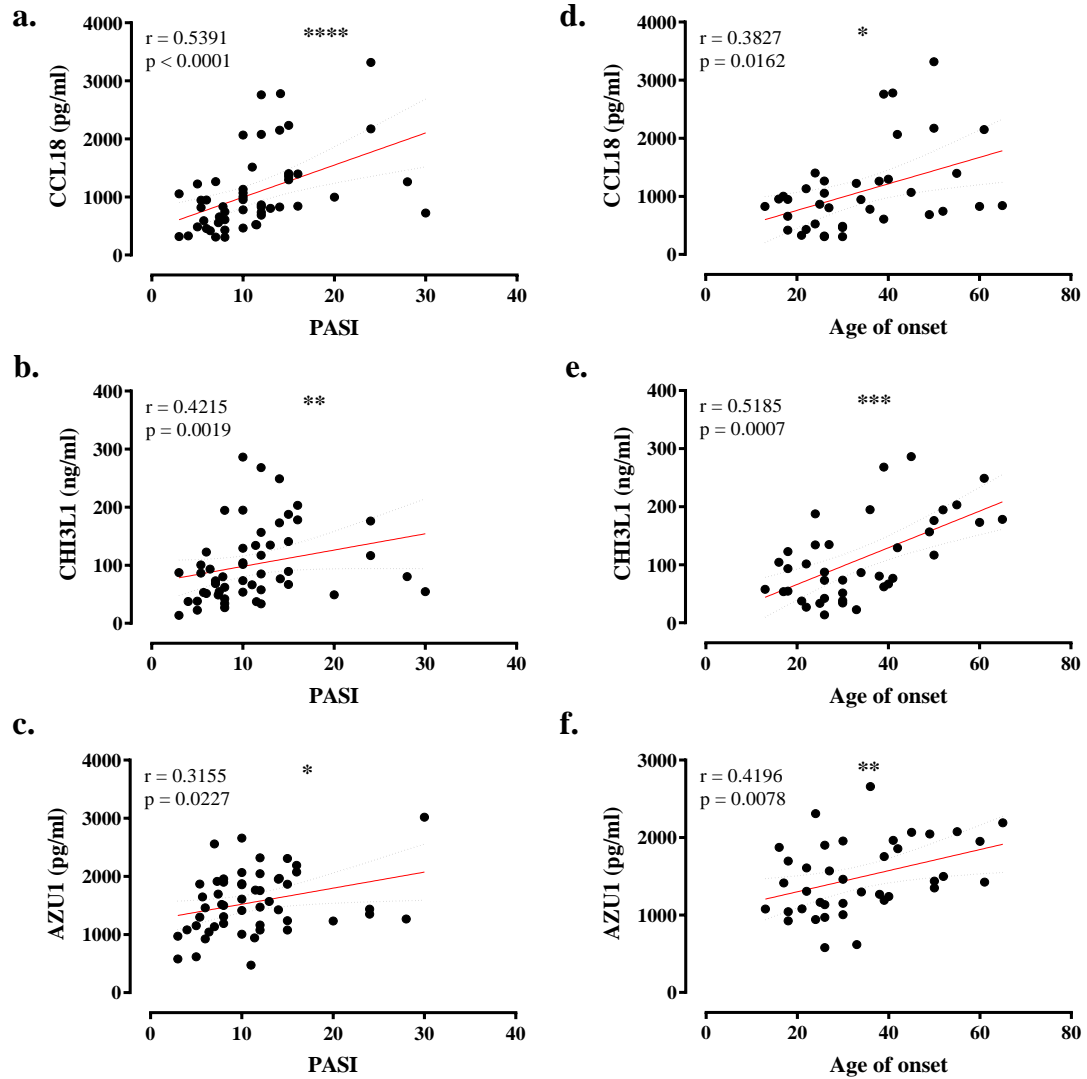 a.
CCL18 (pg/ml)
4000
3000
2000
1000
0
r = 0.5391
p < 0.0001
****
0 10 20 30 40
PASI
d.
CCL18 (pg/ml)
4000
3000
2000
1000
0
r = 0.3827
p = 0.0162
*
0 20 40 60 80
Age of onset
b.
CHI3L1 (ng/ml)
400
300
200
100
0
r = 0.4215
p = 0.0019
**
0 10 20 30 40
PASI
e.
CHI3L1 (ng/ml)
400
300
200
100
0
r = 0.5185
p = 0.0007
***
0 20 40 60 80
Age of onset
c.
AZU1 (pg/ml)
4000
3000
2000
1000
0
r = 0.3155
p = 0.0227
*
0 10 20 30 40
PASI
f.
AZU1 (pg/ml)
3000
2000
1000
0
r = 0.4196
p = 0.0078
**
0 20 40 60 80
Age of onset